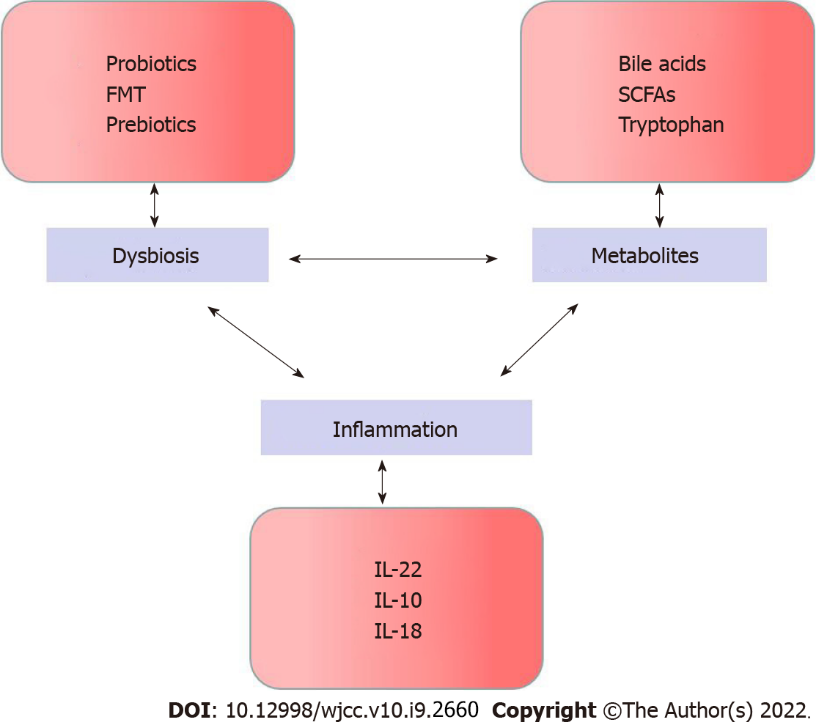 Probiotics
FMT
Prebiotics
Bile acids
SCFAs
Tryptophan
Dysbiosis
Metabolites
Inflammation
IL-22
IL-10
IL-18
DOI: 10.12998/wjcc.v10.i9.2660 Copyright ©The Author(s) 2022.